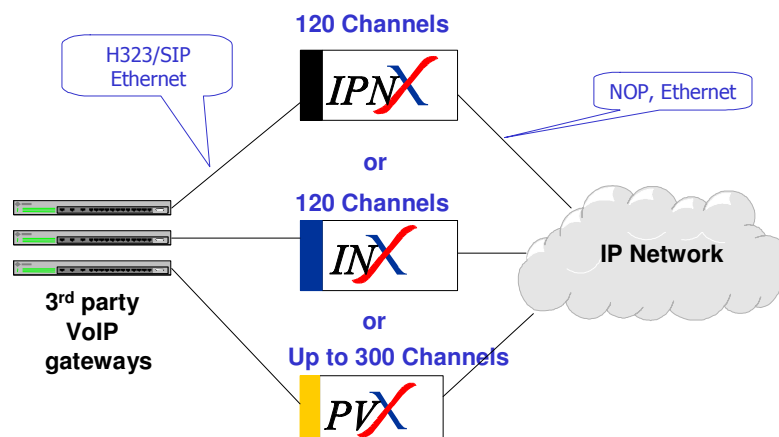 120 Channels
H323/SIP
Ethernet
IPNX
NOP, Ethernet
or
120 Channels
INX
IP Network
3rd party
VoIP
gateways
or
Up to 300 Channels
PVX